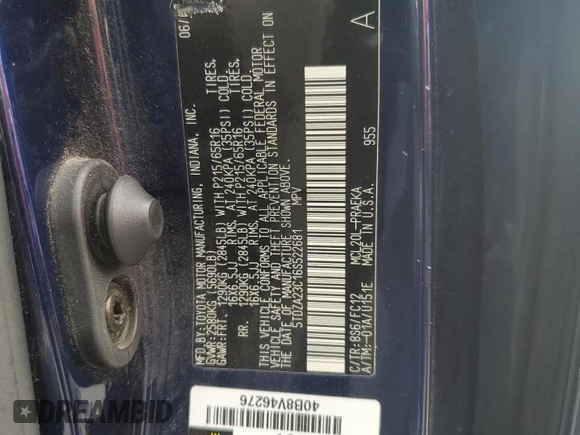 06/
MFD. BY:TOYOTA MOTOR MANUFACTURING, INDIANA, INC.
GVWR:2580KG (5690LB)
GAWR:FRT. 1290KG (2845LB) WITH P215/65R16 TIRES,
16X6.5JJ RIMS, AT 240KPA (35PSI) COLD.
RR. 1290KG (2845LB) WITH P215/65R16 TIRES,
16X6.5JJ RIMS, AT 240KPA (35PSI) COLD.
THIS VEHICLE CONFORMS TO ALL APPLICABLE FEDERAL MOTOR
VEHICLE SAFETY AND THEFT PREVENTION STANDARDS IN EFFECT ON
THE DATE OF MANUFACTURE SHOWN ABOVE.
5TDZA23C16S522681 MPV
C/TR:8S6/FC12 MCL20L-PRAEKA
A/TM:-01AA/U151E MADE IN U.S.A. 955
A
40B8V46276
DREAMBID